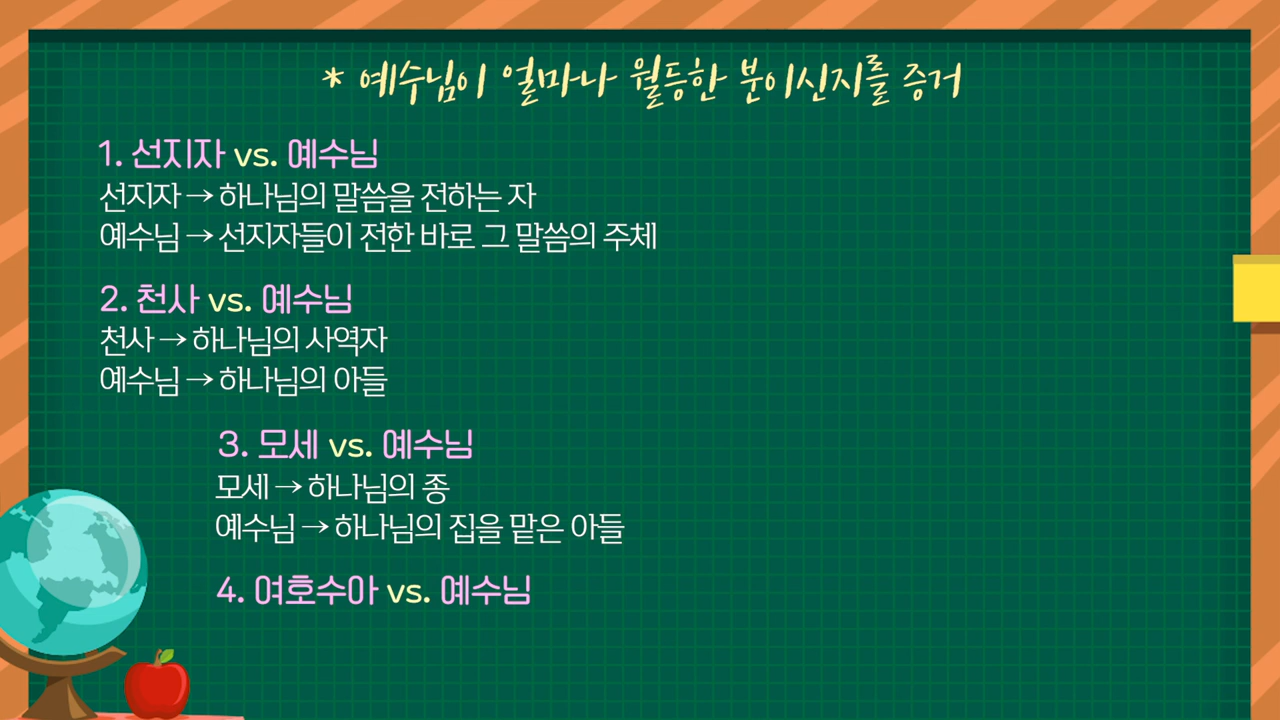 * 예수님이 얼마나 월등한 분이신지를 증거
1. 선지자 vs. 예수님
선지자 → 하나님의 말씀을 전하는 자
예수님 → 선지자들이 전한 바로 그 말씀의 주체
2. 천사 vs. 예수님
천사 → 하나님의 사역자
예수님 → 하나님의 아들
3. 모세 vs. 예수님
모세 → 하나님의 종
예수님 → 하나님의 집을 맡은 아들
4. 여호수아 vs. 예수님